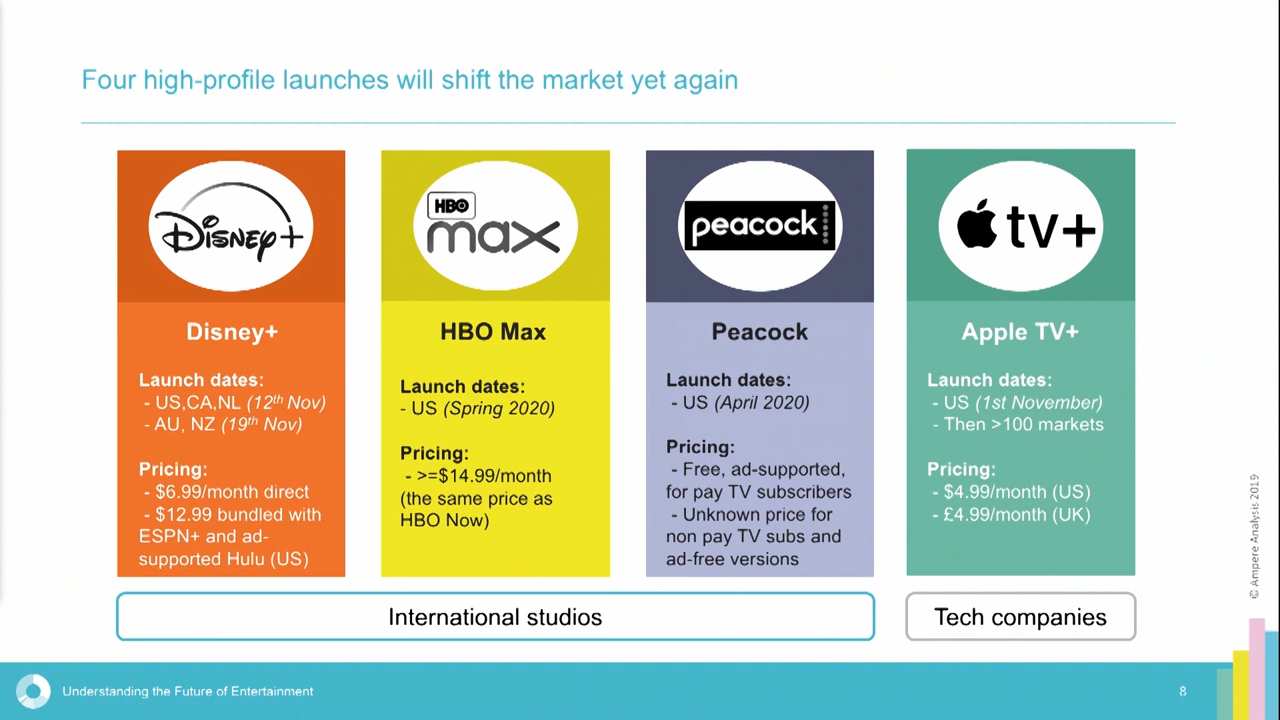 Four high-profile launches will shift the market yet again
Disney+
HBO
max
peacock
tv+
Disney+
Launch dates:
- US,CA,NL (12th Nov)
- AU, NZ (19th Nov)
Pricing:
- $6.99/month direct
- $12.99 bundled with
ESPN+ and ad-
supported Hulu (US)
HBO Max
Launch dates:
- US (Spring 2020)
Pricing:
- >=$14.99/month
(the same price as
HBO Now)
Peacock
Launch dates:
- US (April 2020)
Pricing:
- Free, ad-supported,
for pay TV subscribers
- Unknown price for
non pay TV subs and
ad-free versions
Apple TV+
Launch dates:
- US (1st November)
- Then >100 markets
Pricing:
- $4.99/month (US)
- £4.99/month (UK)
International studios
Tech companies
© Ampere Analysis 2019
Understanding the Future of Entertainment
8